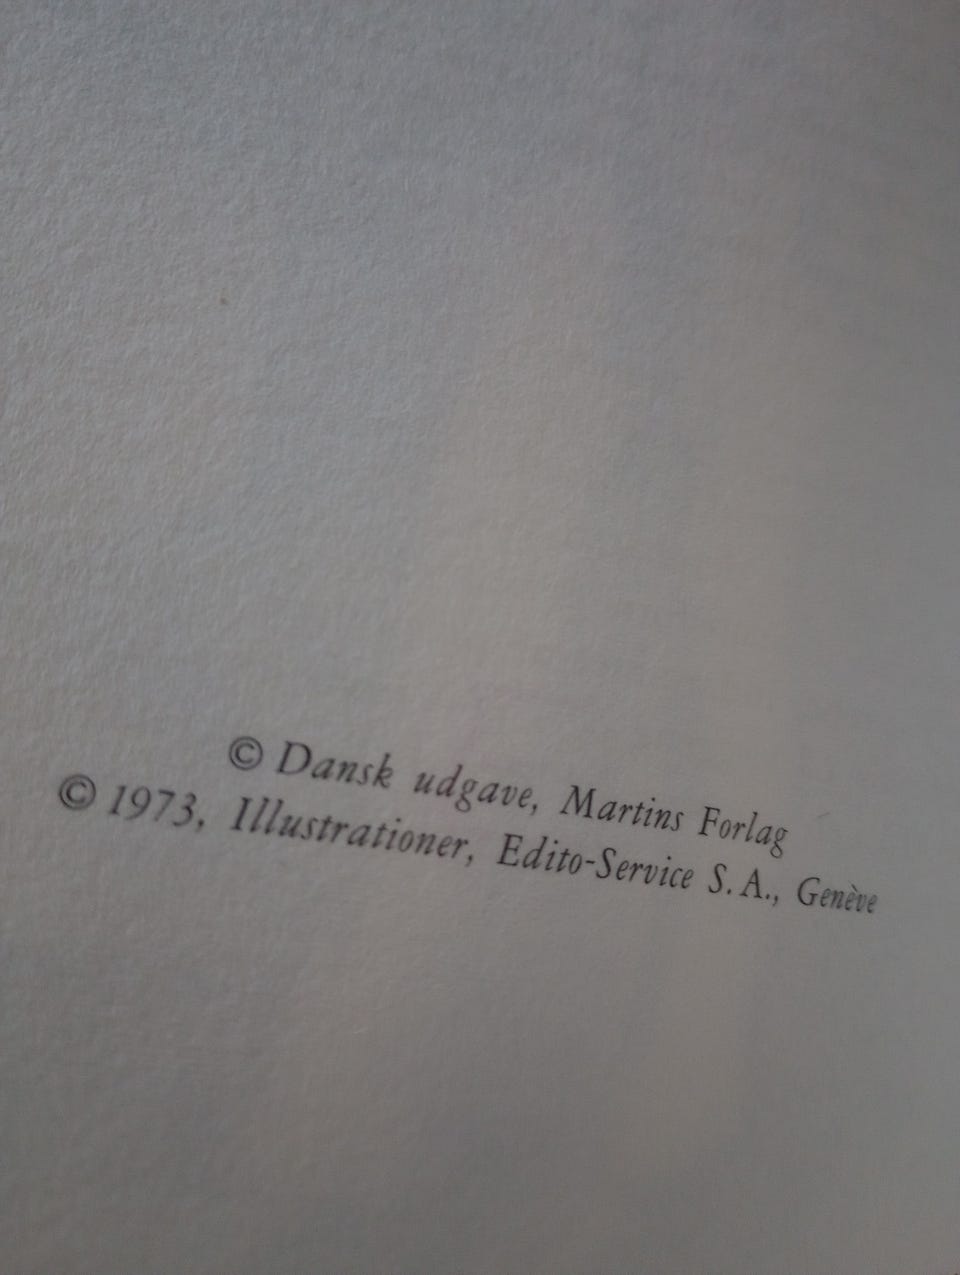 © Dansk udgave, Martins Forlag
© 1973, Illustrationer, Edito-Service S. A., Genève